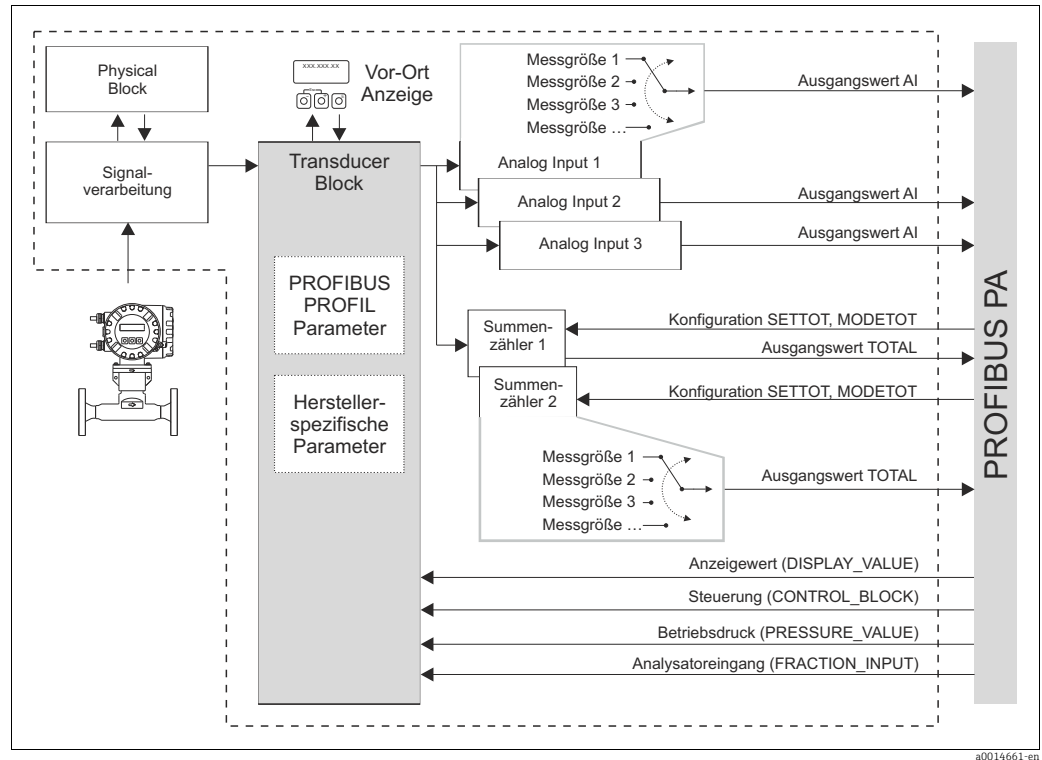 Physical
Block
Signal-
verarbeitung
xxx.xxx.xx
Vor-Ort
Anzeige
Transducer
Block
PROFIBUS
PROFIL
Parameter
Hersteller-
spezifische
Parameter
Messgröße 1
Messgröße 2
Messgröße 3
Messgröße …
Analog Input 1
Analog Input 2
Analog Input 3
Ausgangswert AI
Ausgangswert AI
Ausgangswert AI
Summen-
zähler 1
Summen-
zähler 2
Konfiguration SETTOT, MODETOT
Ausgangswert TOTAL
Konfiguration SETTOT, MODETOT
Messgröße 1
Messgröße 2
Messgröße 3
Messgröße …
Ausgangswert TOTAL
Anzeigewert (DISPLAY_VALUE)
Steuerung (CONTROL_BLOCK)
Betriebsdruck (PRESSURE_VALUE)
Analysatoreingang (FRACTION_INPUT)
PROFIBUS PA
a0014661-en